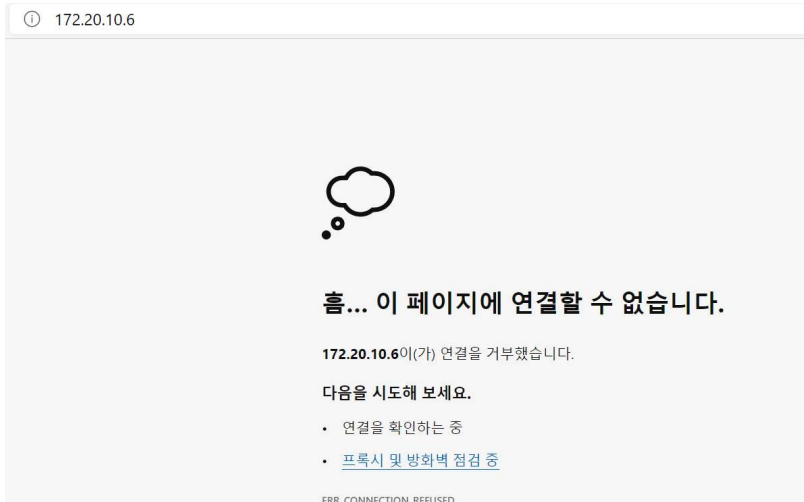 172.20.10.6
흠... 이 페이지에 연결할 수 없습니다.
172.20.10.6이(가) 연결을 거부했습니다.
다음을 시도해 보세요.
• 연결을 확인하는 중
• 프록시 및 방화벽 점검 중
ERR_CONNECTION_REFUSED